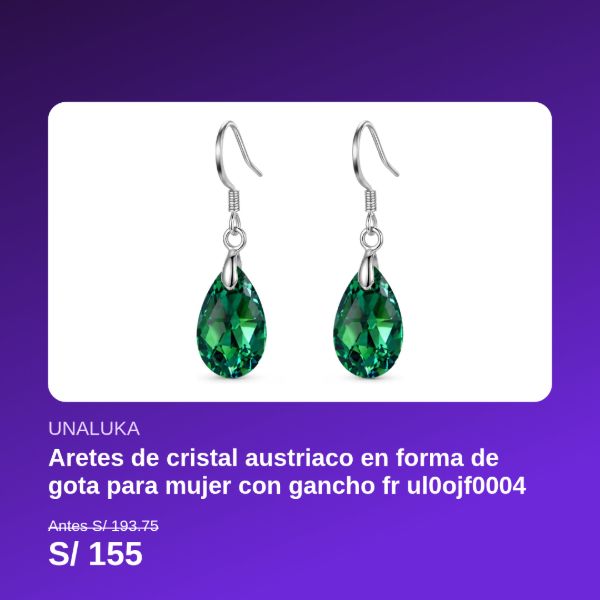 UNALUKA
Aretes de cristal austriaco en forma de
gota para mujer con gancho fr ul0ojf0004
Antes S/ 193.75
S/ 155